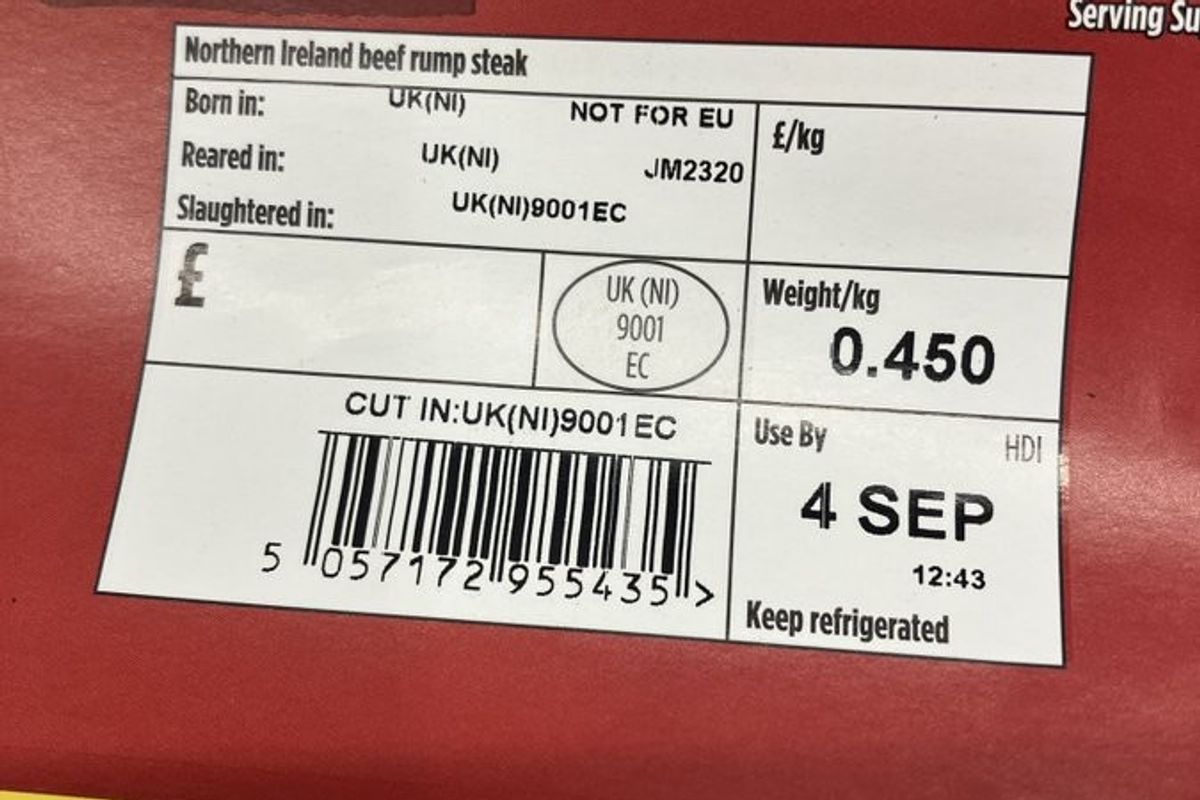 Serving Su
Northern Ireland beef rump steak
Born in: UK(NI) NOT FOR EU
Reared in: UK(NI) JM2320
Slaughtered in: UK(NI)9001EC
£/kg
£
UK (NI)
9001
EC
Weight/kg
0.450
CUT IN:UK(NI)9001EC
5 057172 955435 >
Use By HDI
4 SEP
12:43
Keep refrigerated